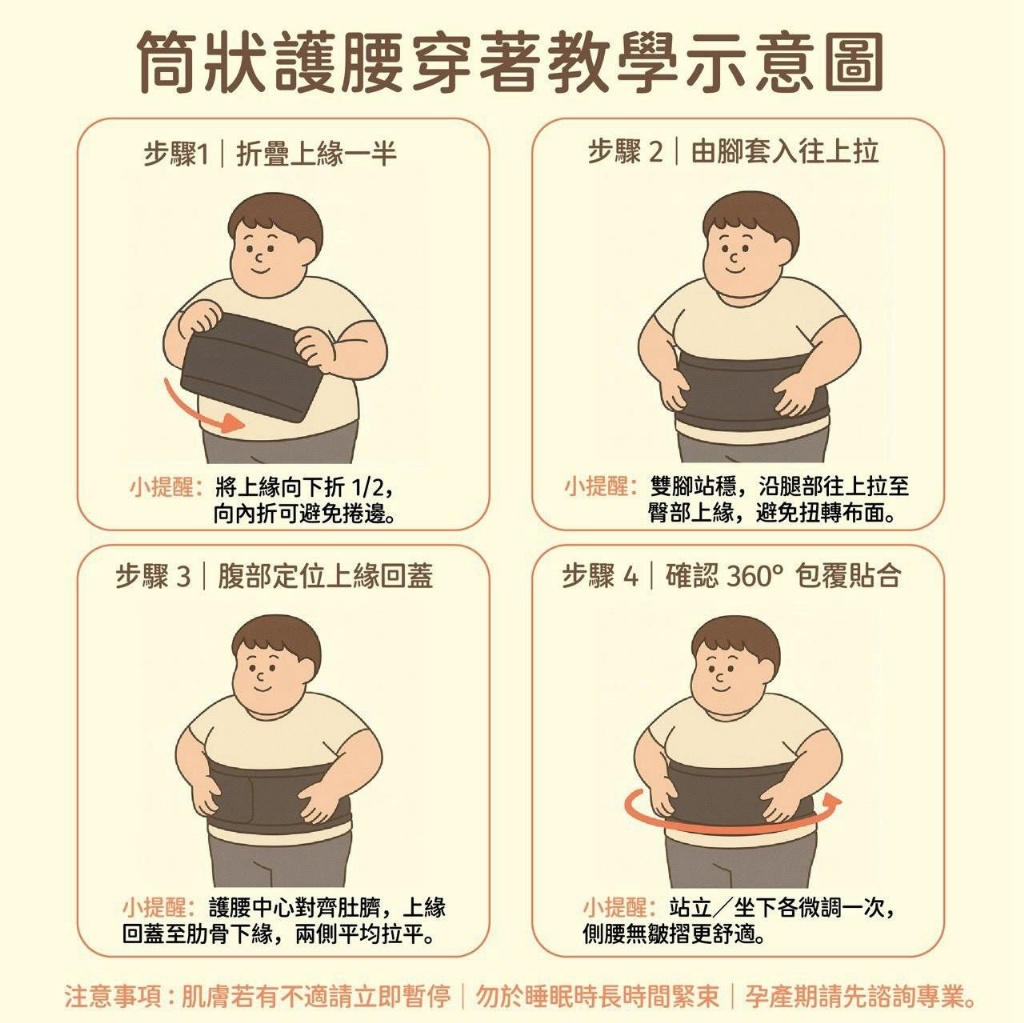 筒狀護腰穿著教學示意圖
步驟1｜折疊上緣一半
小提醒：將上緣向下折 1/2，
向內折可避免捲邊。
步驟 2｜由腳套入往上拉
小提醒：雙腳站穩，沿腿部往上拉至
臀部上緣，避免扭轉布面。
步驟 3｜腹部定位上緣回蓋
小提醒：護腰中心對齊肚臍，上緣
回蓋至肋骨下緣，兩側平均拉平。
步驟 4｜確認 360° 包覆貼合
小提醒：站立／坐下各微調一次，
側腰無皺摺更舒適。
注意事項：肌膚若有不適請立即暫停｜勿於睡眠時長時間緊束｜孕產期請先諮詢專業。